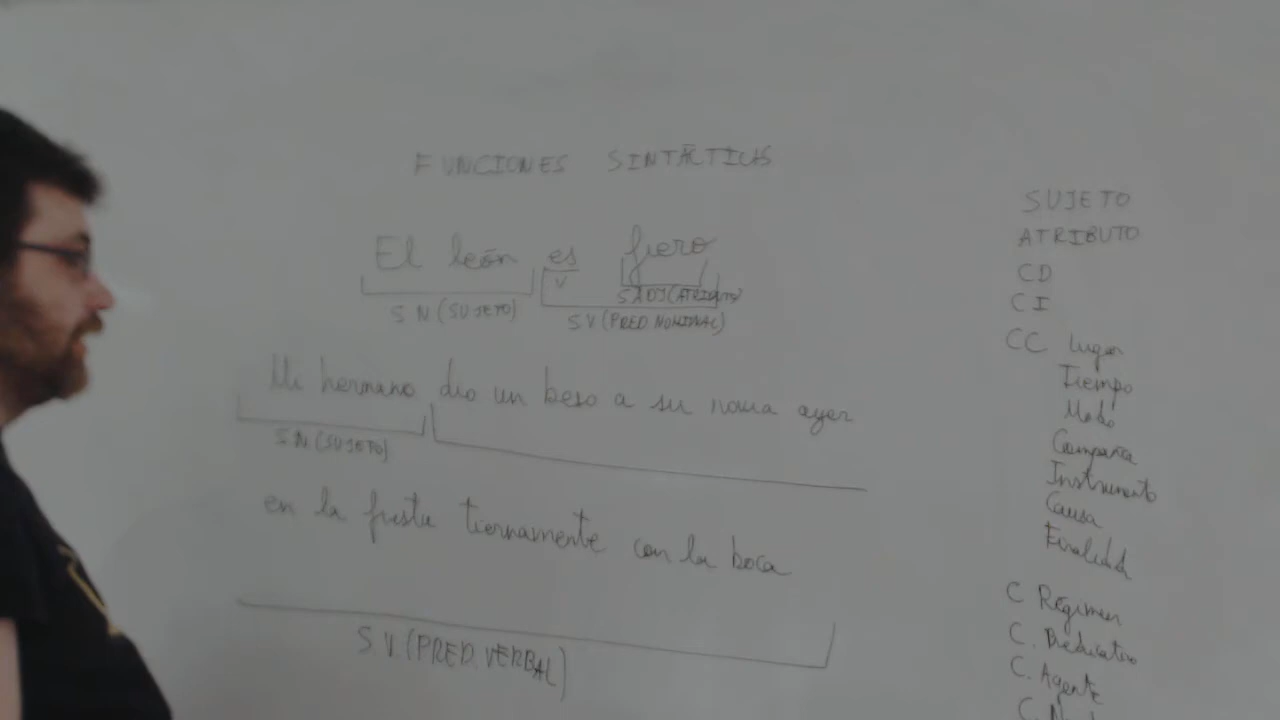 FUNCIONES SINTÁCTICAS
El león es fiero
V
S ADJ (ATRIBUTO)
S N (SUJETO)
S V (PRED. NOMINAL)
Mi hermano dio un beso a su novia ayer
S N (SUJETO)
en la fiesta tiernamente con la boca
S V. (PRED. VERBAL)
SUJETO
ATRIBUTO
CD
CI
CC Lugar
Tiempo
Modo
Compañía
Instrumento
Causa
Finalidad
C Régimen
C. Predicativo
C. Agente